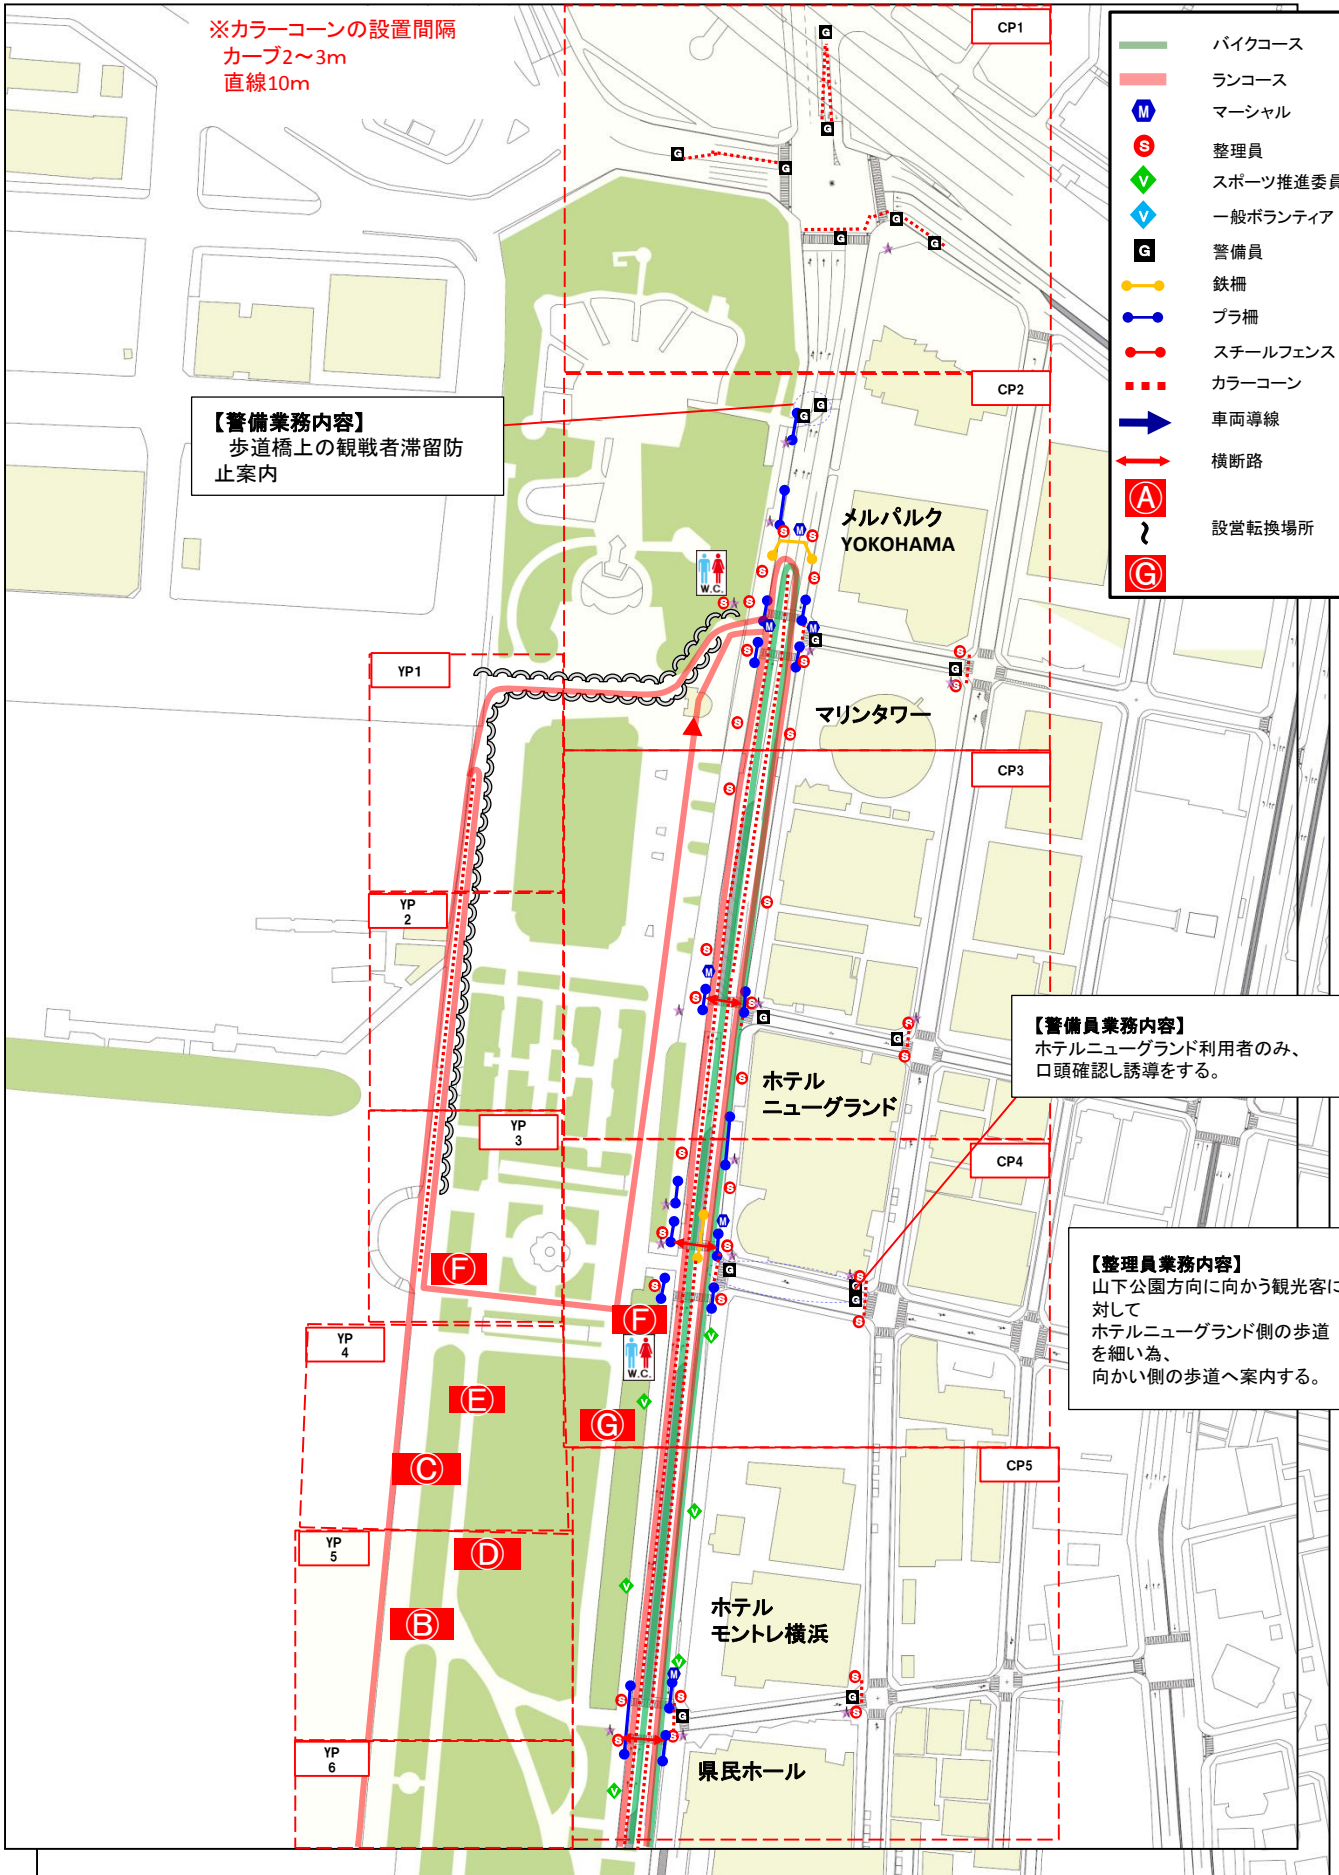 ※カラーコーンの設置間隔
カーブ2～3m
直線10m
CP1
バイクコース
ランコース
M マーシャル
S 整理員
V スポーツ推進委員
V 一般ボランティア
G 警備員
鉄柵
プラ柵
スチールフェンス
カラーコーン
車両導線
横断路
Ⓐ
設営転換場所
Ⓖ
CP2
【警備業務内容】
歩道橋上の観戦者滞留防
止案内
メルパルク
YOKOHAMA
W.C.
YP1
マリンタワー
CP3
YP
2
【警備員業務内容】
ホテルニューグランド利用者のみ、
口頭確認し誘導をする。
ホテル
ニューグランド
YP
3
CP4
【整理員業務内容】
山下公園方向に向かう観光客に
対して
ホテルニューグランド側の歩道
を細い為、
向かい側の歩道へ案内する。
Ⓕ
Ⓕ
YP
4
W.C.
Ⓔ
Ⓖ
Ⓒ
CP5
YP
5
Ⓓ
Ⓑ
ホテル
モントレ横浜
YP
6
県民ホール